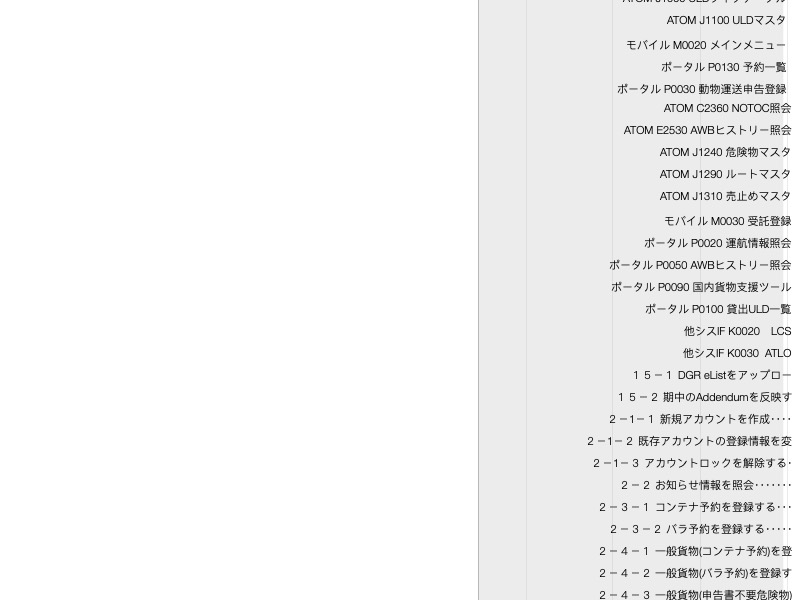 ATOM J1100 ULDマスタ
モバイル M0020 メインメニュー
ポータル P0130 予約一覧
ポータル P0030 動物運送申告登録
ATOM C2360 NOTOC照会
ATOM E2530 AWBヒストリー照会
ATOM J1240 危険物マスタ
ATOM J1290 ルートマスタ
ATOM J1310 売止めマスタ
モバイル M0030 受託登録
ポータル P0020 運航情報照会
ポータル P0050 AWBヒストリー照会
ポータル P0090 国内貨物支援ツール
ポータル P0100 貸出ULD一覧
他シスIF K0020　LCS
他シスIF K0030 ATLO
１５－１ DGR eListをアップロー
１５－２ 期中のAddendumを反映す
２－1－１ 新規アカウントを作成････
２－1－２ 既存アカウントの登録情報を変
２－1－３ アカウントロックを解除する･
２－２ お知らせ情報を照会･･･････
２－３－１ コンテナ予約を登録する･･･
２－３－２ バラ予約を登録する･････
２－４－１ 一般貨物(コンテナ予約)を登
２－４－２ 一般貨物(バラ予約)を登録す
２－４－３ 一般貨物(申告書不要危険物)